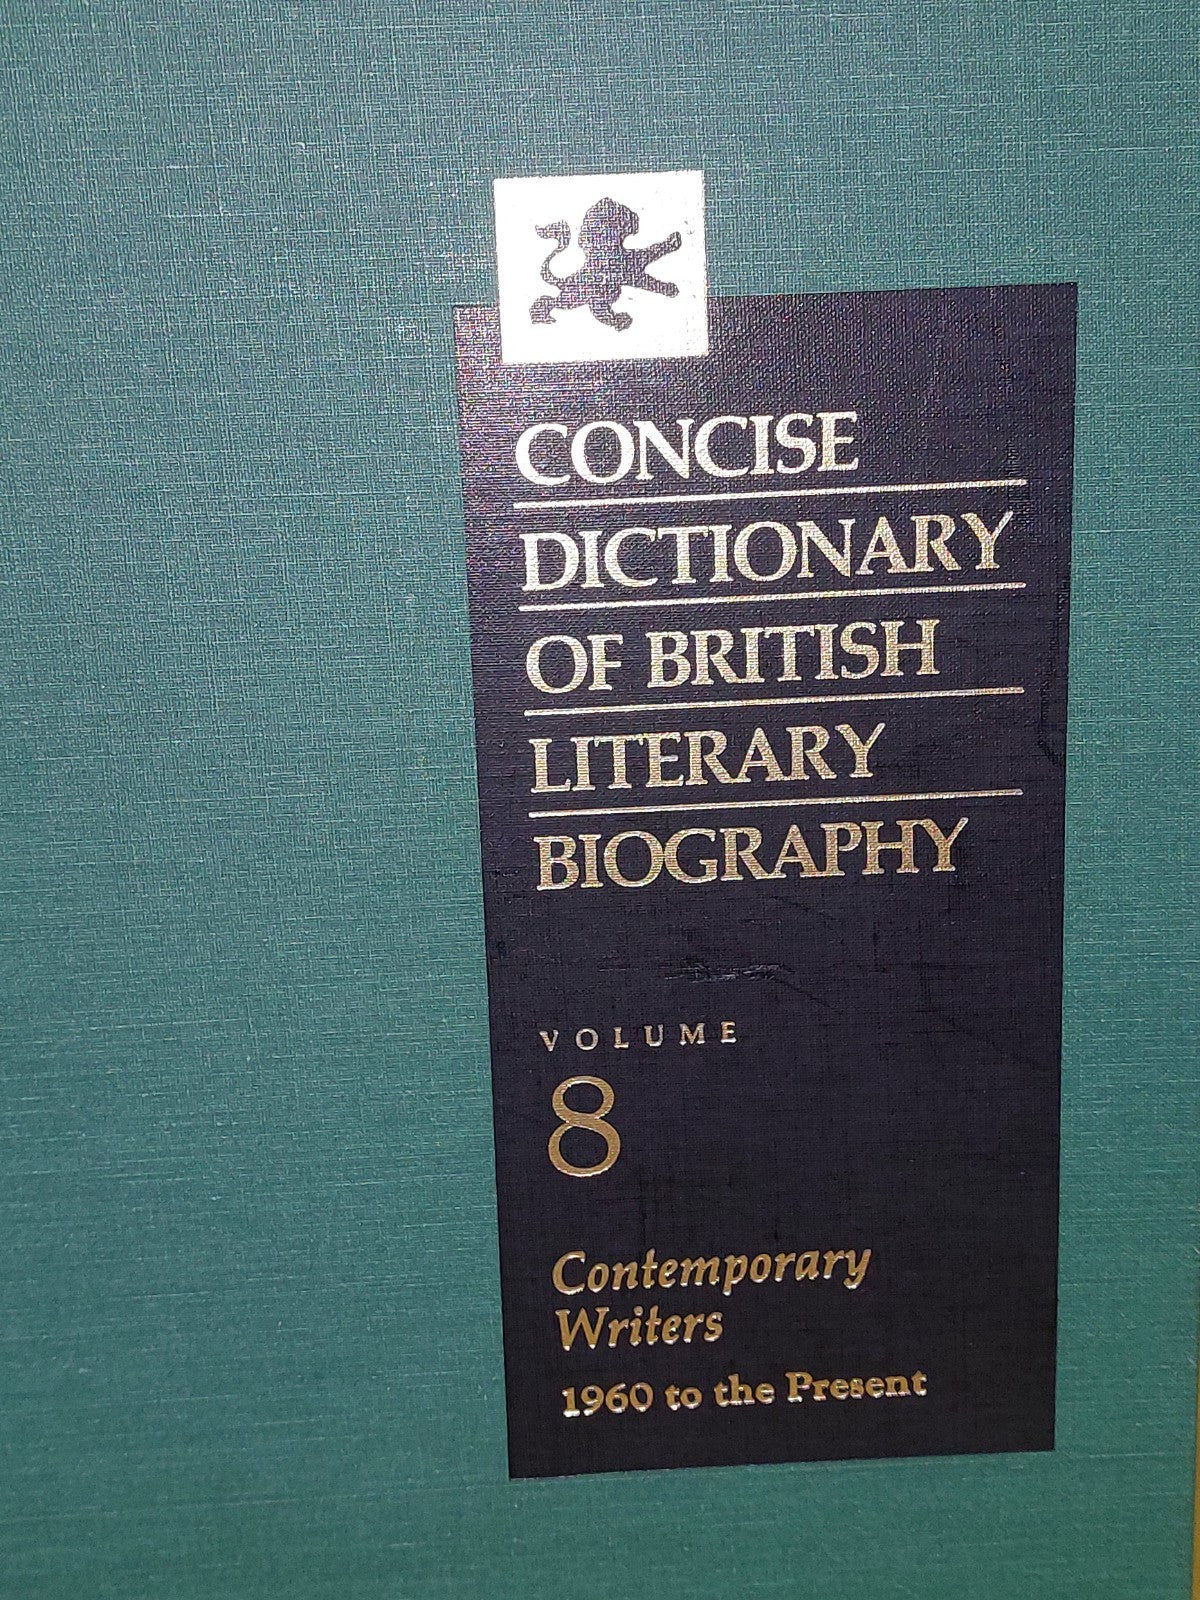 CONCISE
DICTIONARY
OF BRITISH
LITERARY
BIOGRAPHY
VOLUME
8
Contemporary
Writers
1960 to the Present